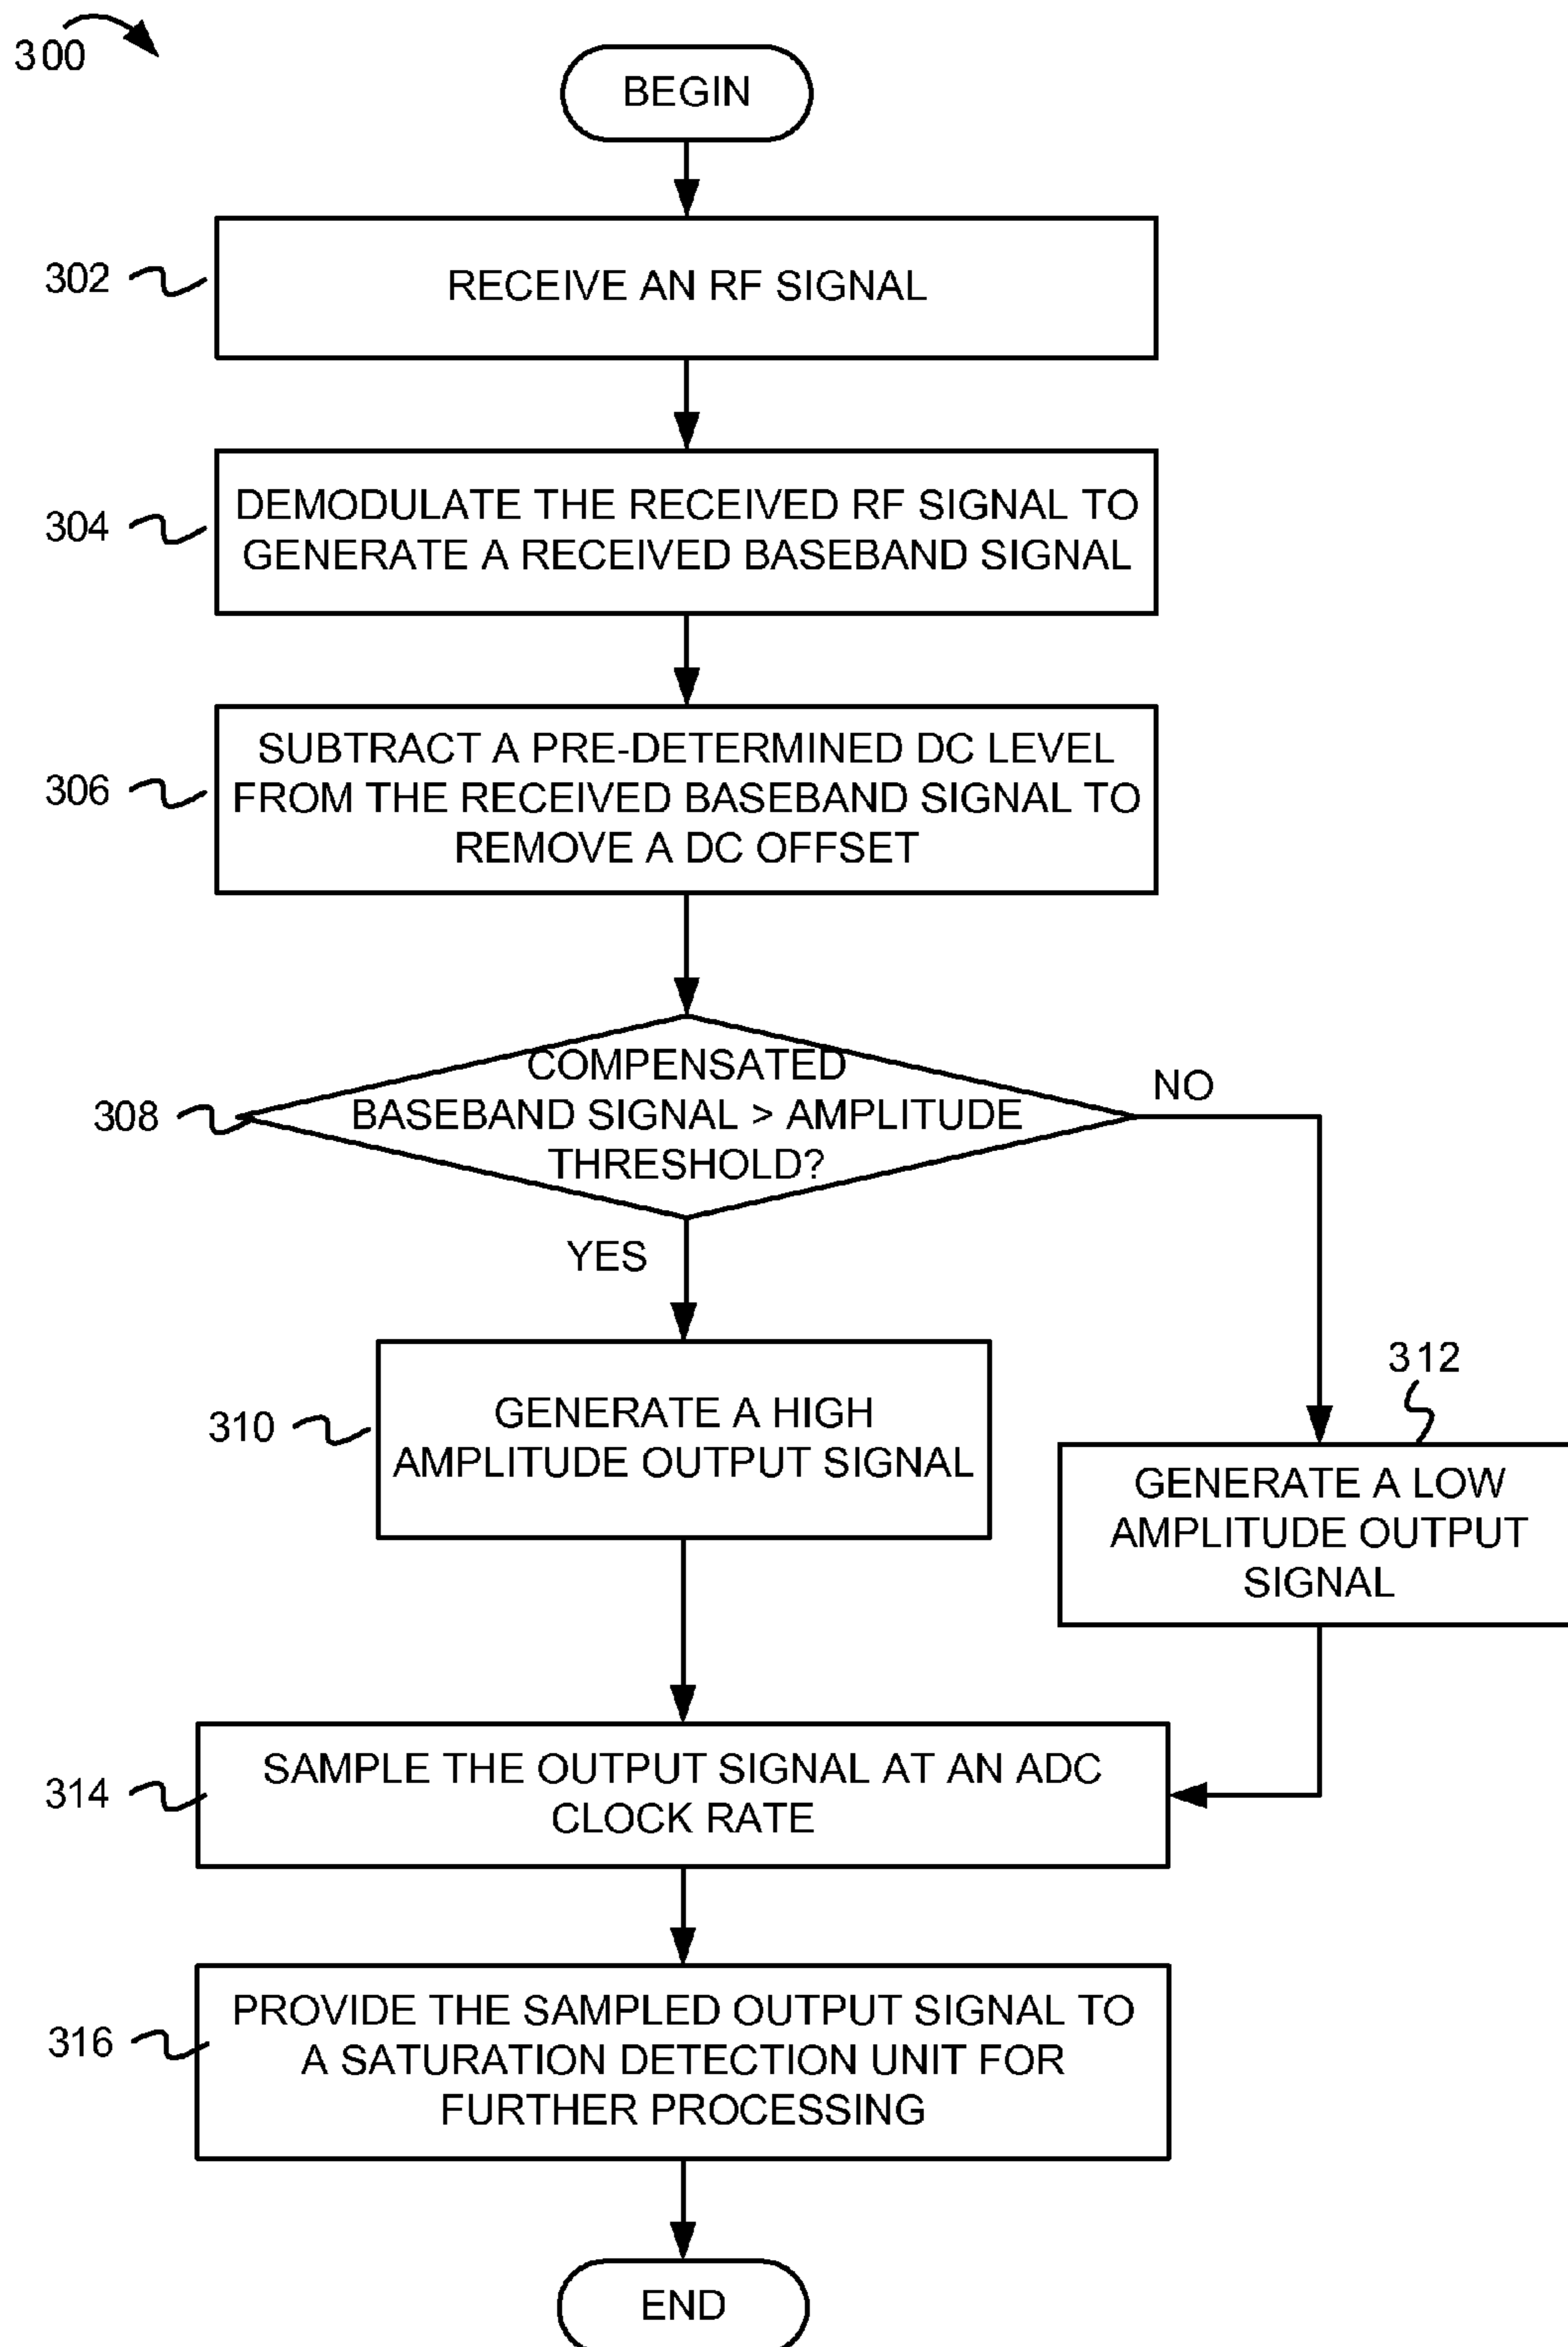 300
BEGIN
302
RECEIVE AN RF SIGNAL
304
DEMODULATE THE RECEIVED RF SIGNAL TO
GENERATE A RECEIVED BASEBAND SIGNAL
306
SUBTRACT A PRE-DETERMINED DC LEVEL
FROM THE RECEIVED BASEBAND SIGNAL TO
REMOVE A DC OFFSET
308
COMPENSATED
BASEBAND SIGNAL > AMPLITUDE
THRESHOLD?
NO
YES
310
GENERATE A HIGH
AMPLITUDE OUTPUT SIGNAL
312
GENERATE A LOW
AMPLITUDE OUTPUT
SIGNAL
314
SAMPLE THE OUTPUT SIGNAL AT AN ADC
CLOCK RATE
316
PROVIDE THE SAMPLED OUTPUT SIGNAL TO
A SATURATION DETECTION UNIT FOR
FURTHER PROCESSING
END